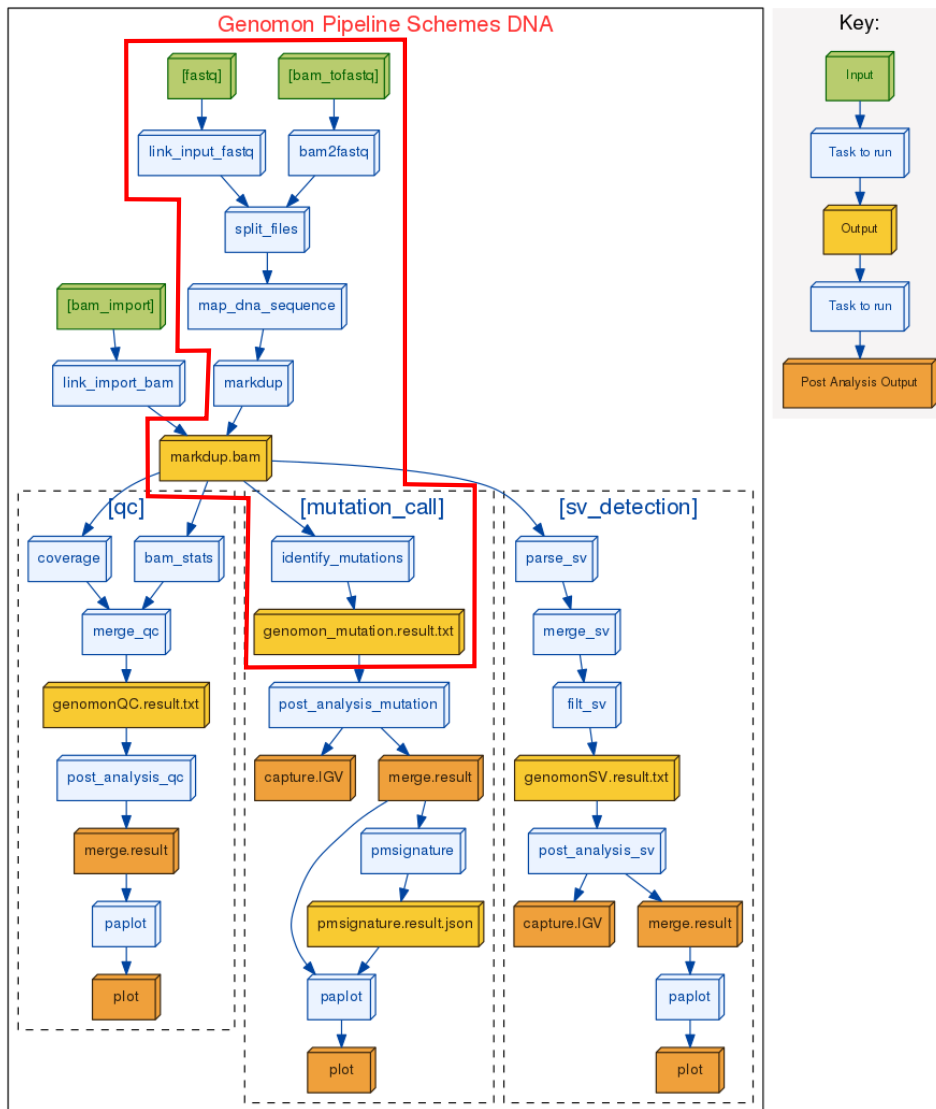 Genomon Pipeline Schemes DNA
Key:
[fastq]
[bam_tofastq]
Input
link_input_fastq
bam2fastq
Task to run
split_files
Output
[bam_import]
map_dna_sequence
Task to run
link_import_bam
markdup
Post Analysis Output
markdup.bam
[qc]
[mutation_call]
[sv_detection]
coverage
bam_stats
identify_mutations
parse_sv
merge_qc
genomon_mutation.result.txt
merge_sv
genomonQC.result.txt
post_analysis_mutation
filt_sv
post_analysis_qc
capture.IGV
merge.result
genomonSV.result.txt
merge.result
pmsignature
post_analysis_sv
paplot
pmsignature.result.json
capture.IGV
merge.result
plot
paplot
paplot
plot
plot